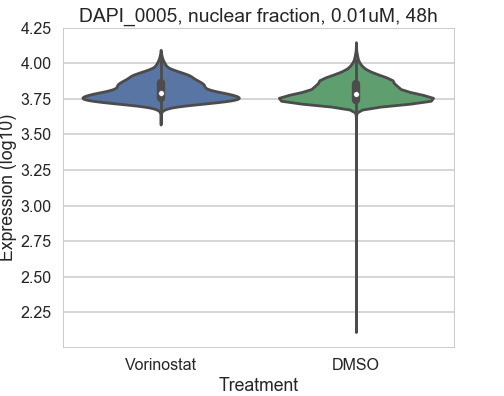 DAPI_0005, nuclear fraction, 0.01uM, 48h
4.25
4.00
3.75
3.50
3.25
3.00
2.75
2.50
2.25
Expression (log10)
Vorinostat
DMSO
Treatment